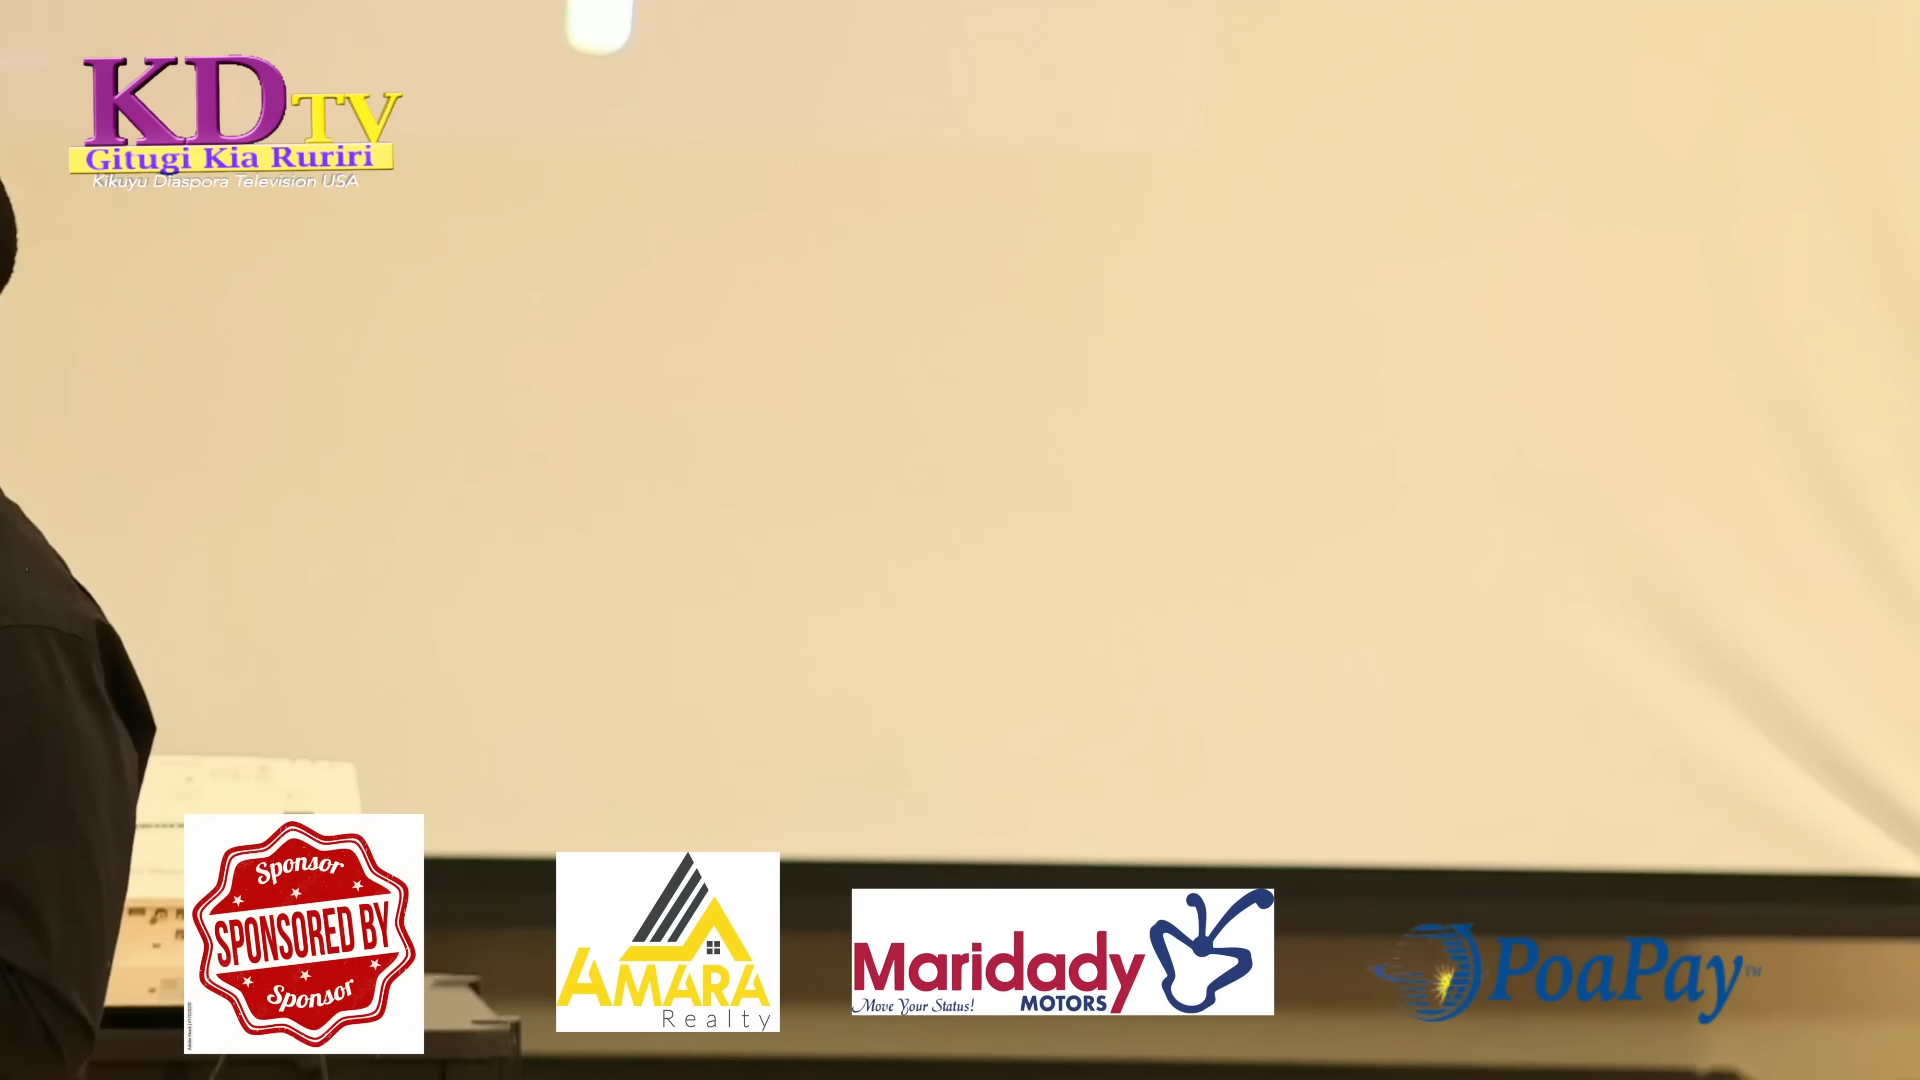 KDTV
Gitugi Kia Ruriri
Kikuyu Diaspora Television USA
Sponsor
SPONSORED BY
Sponsor
AMARA
Realty
Maridady
Move Your Status! MOTORS
PoaPay™